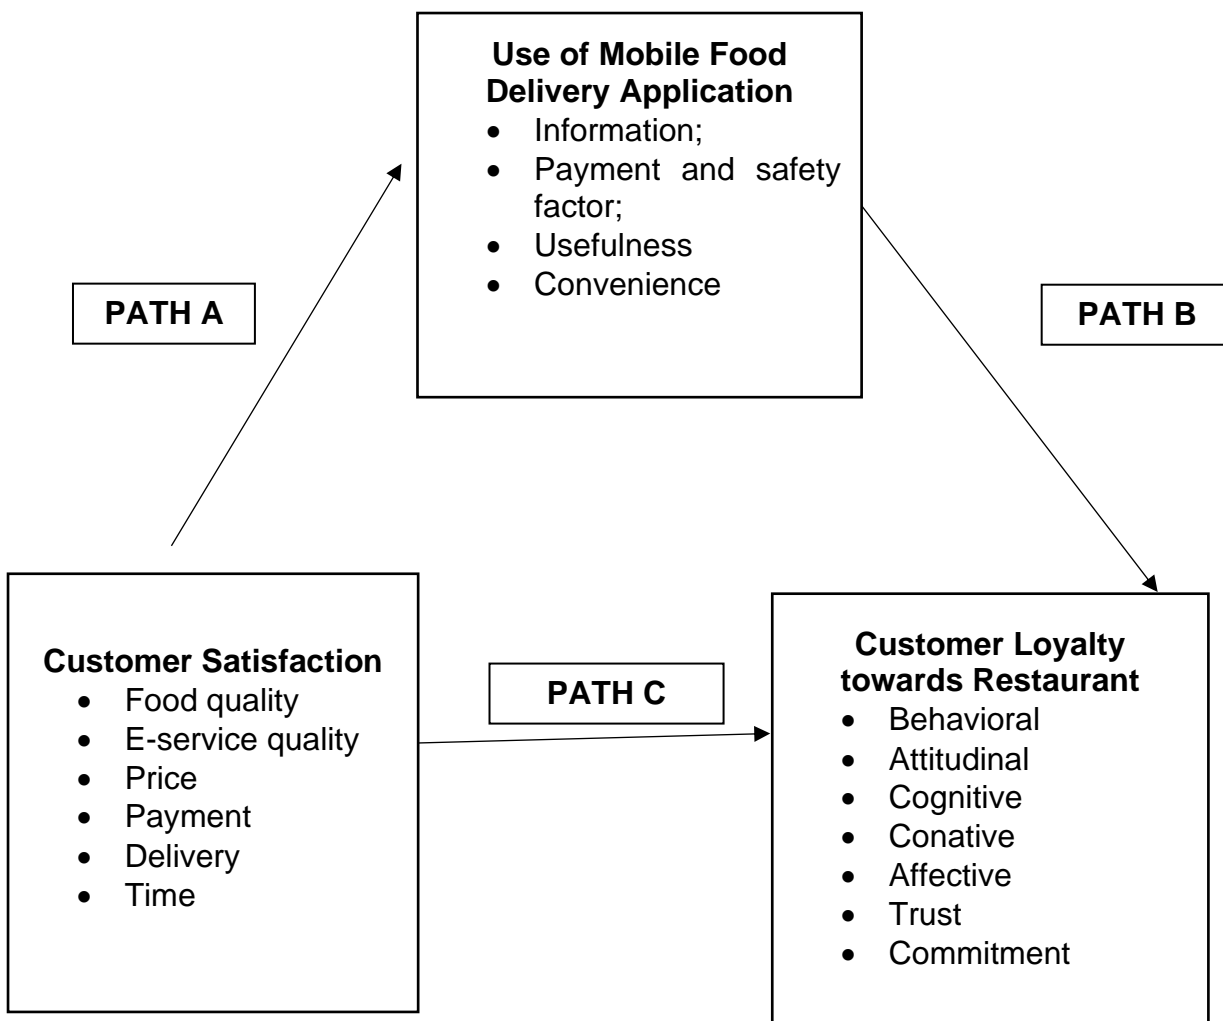 Use of Mobile Food
Delivery Application
• Information;
• Payment and safety
factor;
• Usefulness
• Convenience
PATH A
PATH B
Customer Satisfaction
• Food quality
• E-service quality
• Price
• Payment
• Delivery
• Time
PATH C
Customer Loyalty
towards Restaurant
• Behavioral
• Attitudinal
• Cognitive
• Conative
• Affective
• Trust
• Commitment